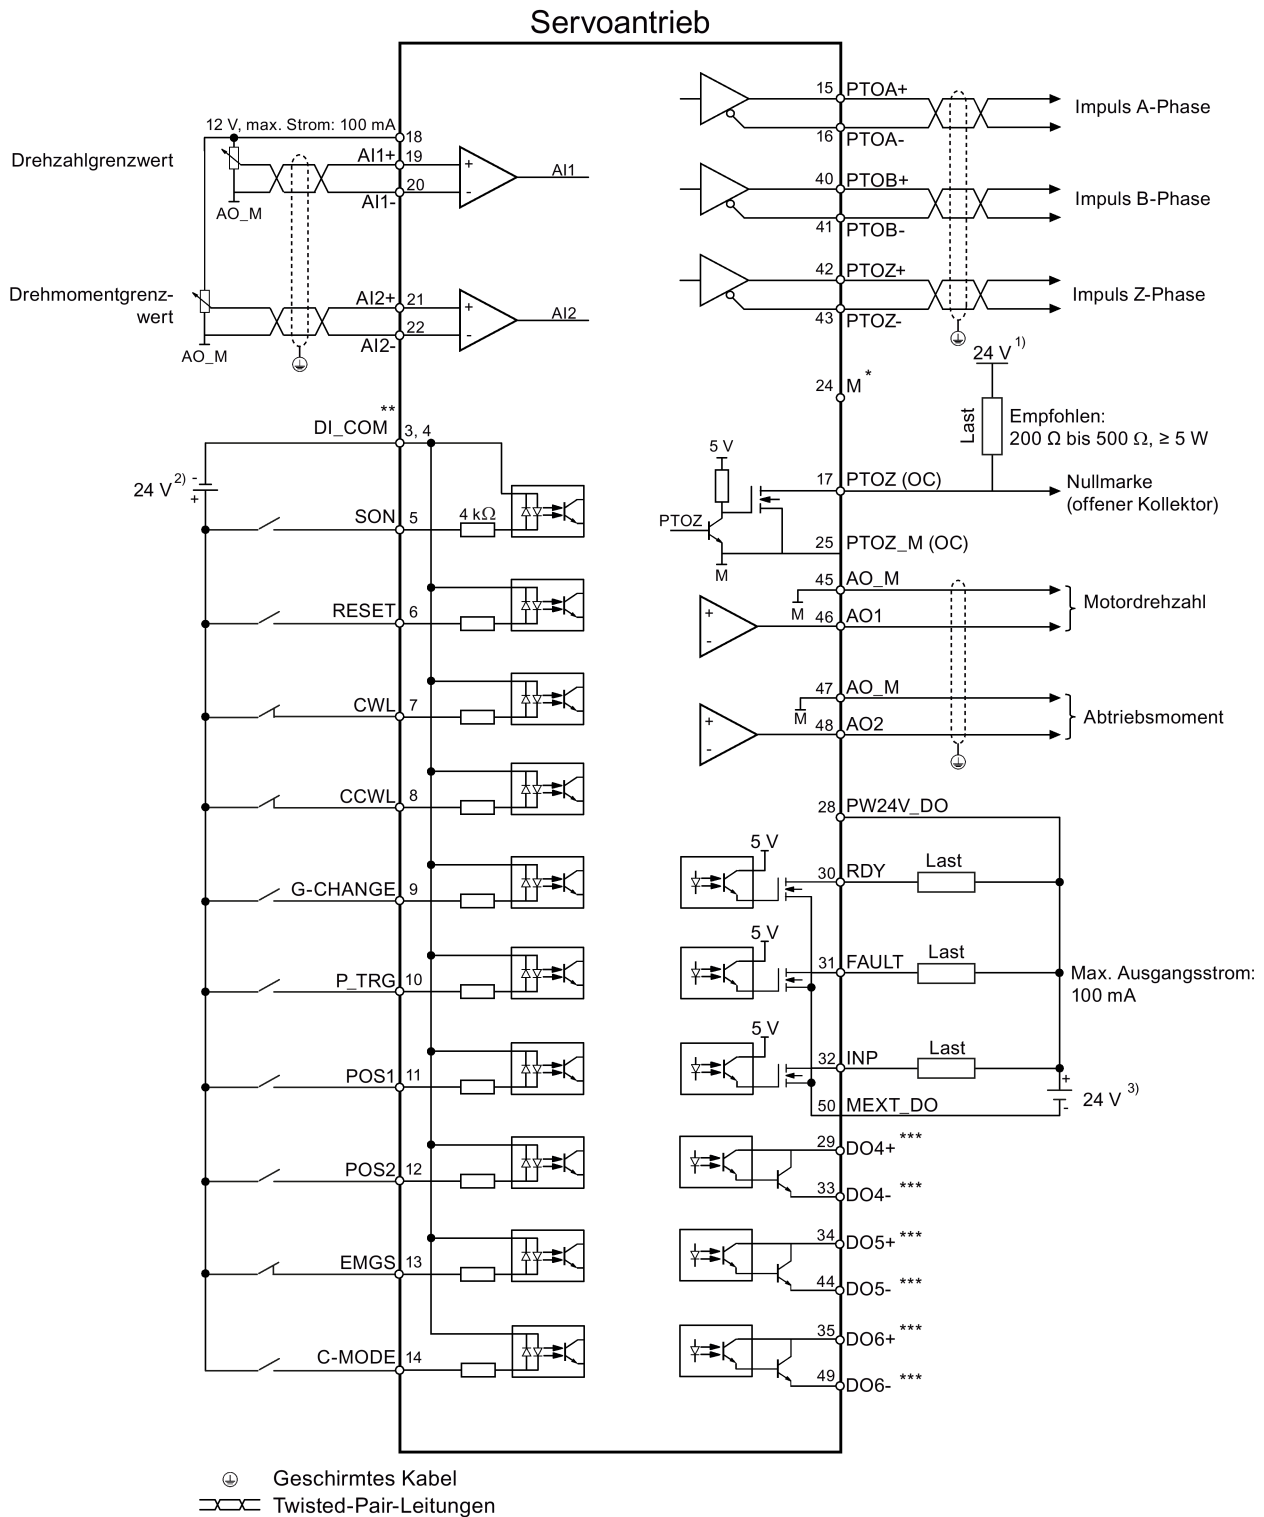 Servoantrieb
12 V, max. Strom: 100 mA
18
Drehzahlgrenzwert
AI1+
19
20
AI1-
AO_M
+
-
AI1
Drehmomentgrenz-
wert
AI2+
21
22
AI2-
AO_M
+
-
AI2
**
DI_COM
3, 4
24 V 2)
-
+
SON
5
4 kΩ
RESET
6
CWL
7
CCWL
8
G-CHANGE
9
P_TRG
10
POS1
11
POS2
12
EMGS
13
C-MODE
14
15
PTOA+
16
PTOA-
Impuls A-Phase
40
PTOB+
41
PTOB-
Impuls B-Phase
42
PTOZ+
43
PTOZ-
Impuls Z-Phase
24 V 1)
24
M *
Last
Empfohlen:
200 Ω bis 500 Ω, ≥ 5 W
5 V
PTOZ
M
17
PTOZ (OC)
Nullmarke
(offener Kollektor)
25
PTOZ_M (OC)
45
AO_M
M
+
-
46
AO1
Motordrehzahl
47
AO_M
M
+
-
48
AO2
Abtriebsmoment
28
PW24V_DO
5 V
30
RDY
Last
5 V
31
FAULT
Last
Max. Ausgangsstrom:
100 mA
5 V
32
INP
Last
+
-
24 V 3)
50
MEXT_DO
29
DO4+ ***
33
DO4- ***
34
DO5+ ***
44
DO5- ***
35
DO6+ ***
49
DO6- ***
Geschirmtes Kabel
Twisted-Pair-Leitungen